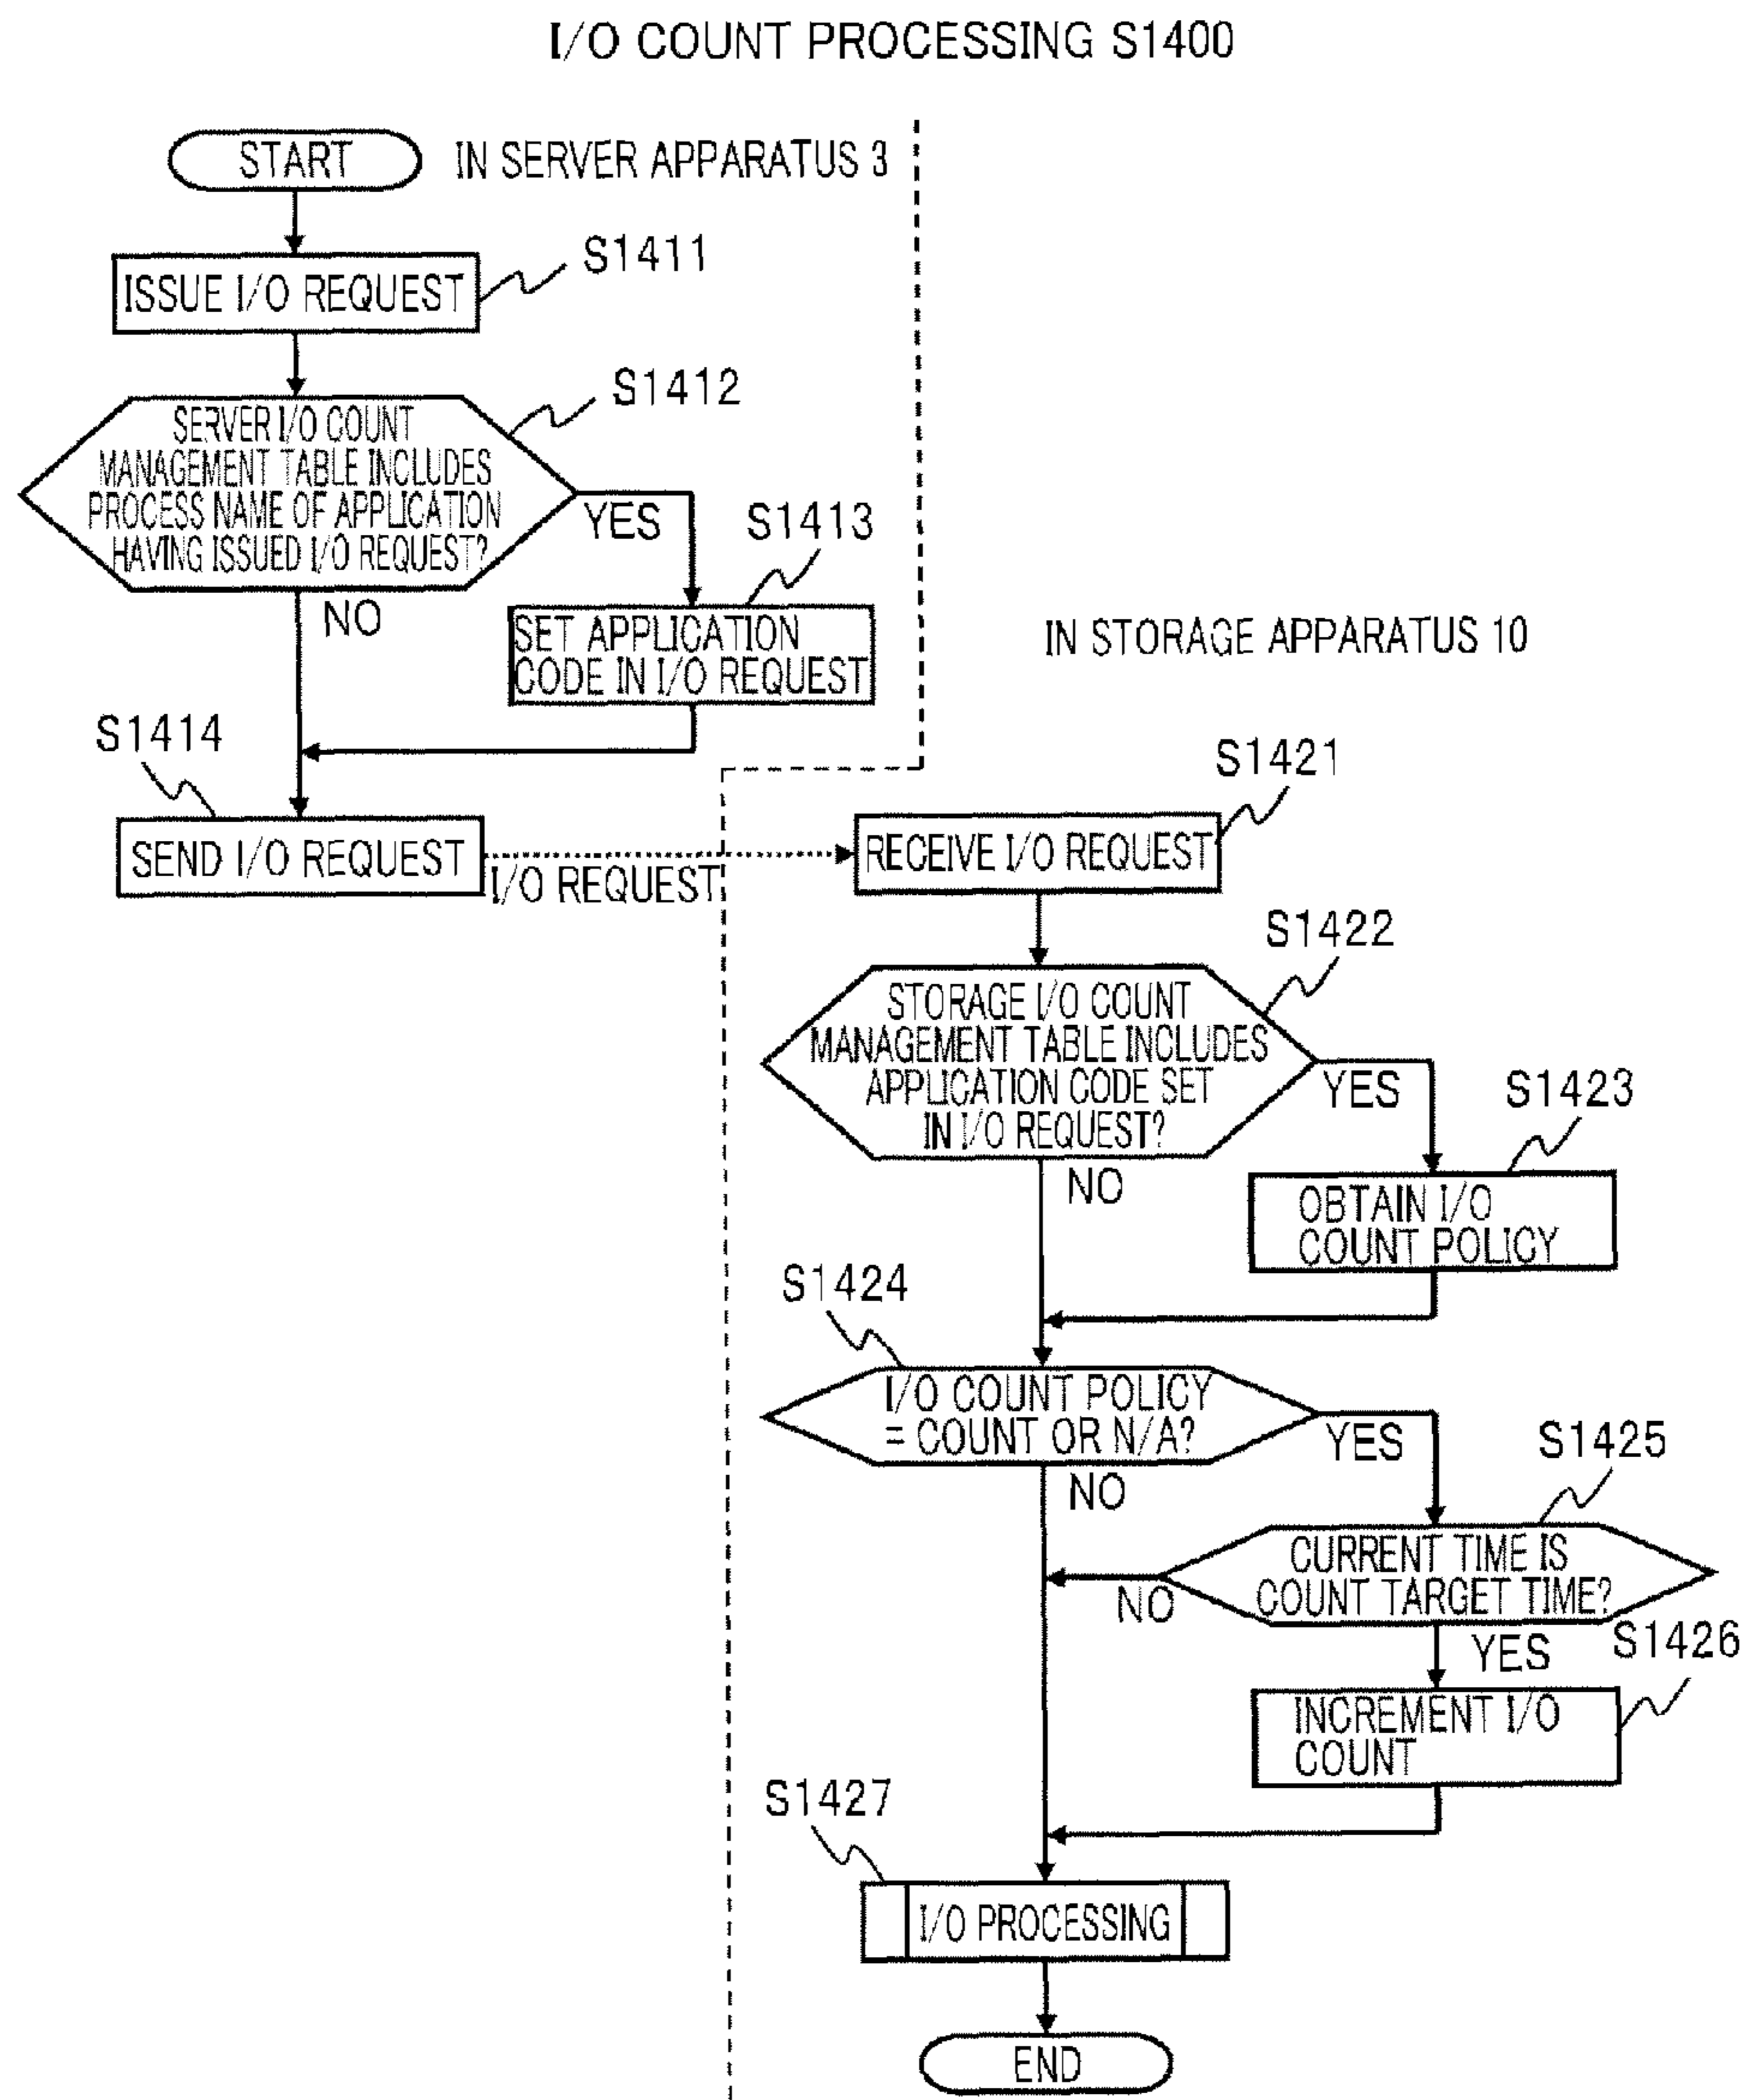 I/O COUNT PROCESSING S1400
START
IN SERVER APPARATUS 3
S1411
ISSUE I/O REQUEST
S1412
SERVER I/O COUNT
MANAGEMENT TABLE INCLUDES
PROCESS NAME OF APPLICATION
HAVING ISSUED I/O REQUEST?
YES
S1413
NO
SET APPLICATION
CODE IN I/O REQUEST
IN STORAGE APPARATUS 10
S1414
SEND I/O REQUEST
I/O REQUEST
S1421
RECEIVE I/O REQUEST
S1422
STORAGE I/O COUNT
MANAGEMENT TABLE INCLUDES
APPLICATION CODE SET
IN I/O REQUEST?
YES
S1423
NO
OBTAIN I/O
COUNT POLICY
S1424
I/O COUNT POLICY
= COUNT OR N/A?
YES
S1425
NO
CURRENT TIME IS
COUNT TARGET TIME?
NO
YES
S1426
INCREMENT I/O
COUNT
S1427
I/O PROCESSING
END